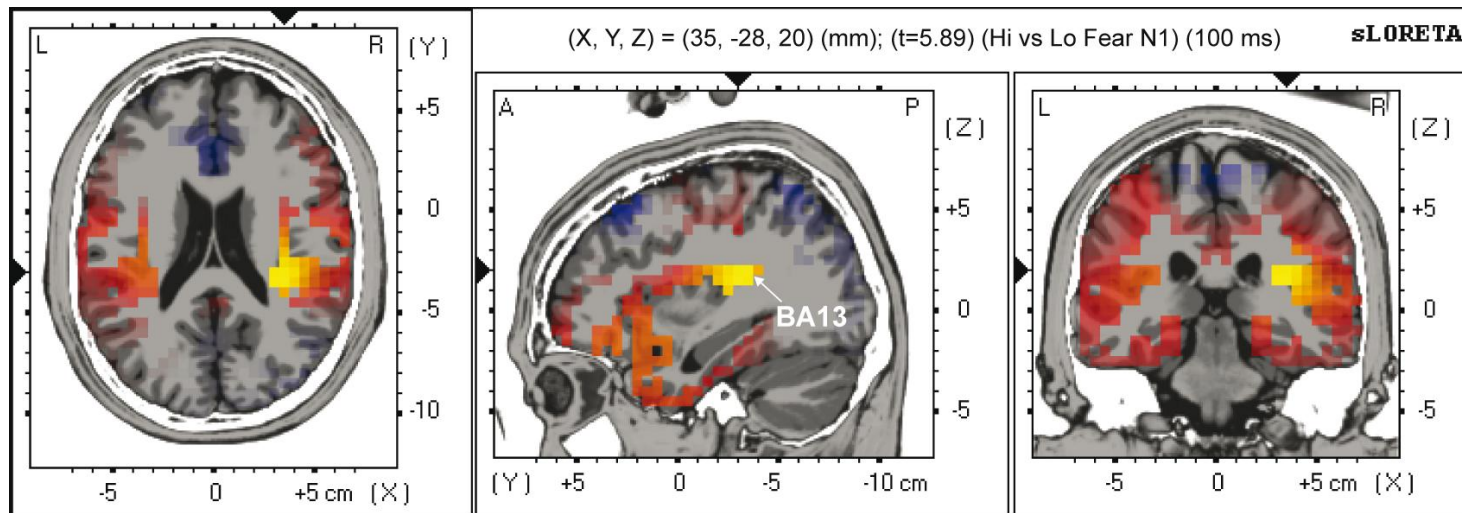 (X, Y, Z) = (35, -28, 20) (mm); (t=5.89) (Hi vs Lo Fear N1) (100 ms)
sLORETA
L R (Y)
+5
0
-5
-10
-5 0 +5 cm (X)
A P (Z)
+5
0
-5
BA13
(Y) +5 0 -5 -10 cm
L R (Z)
+5
0
-5
-5 0 +5 cm (X)